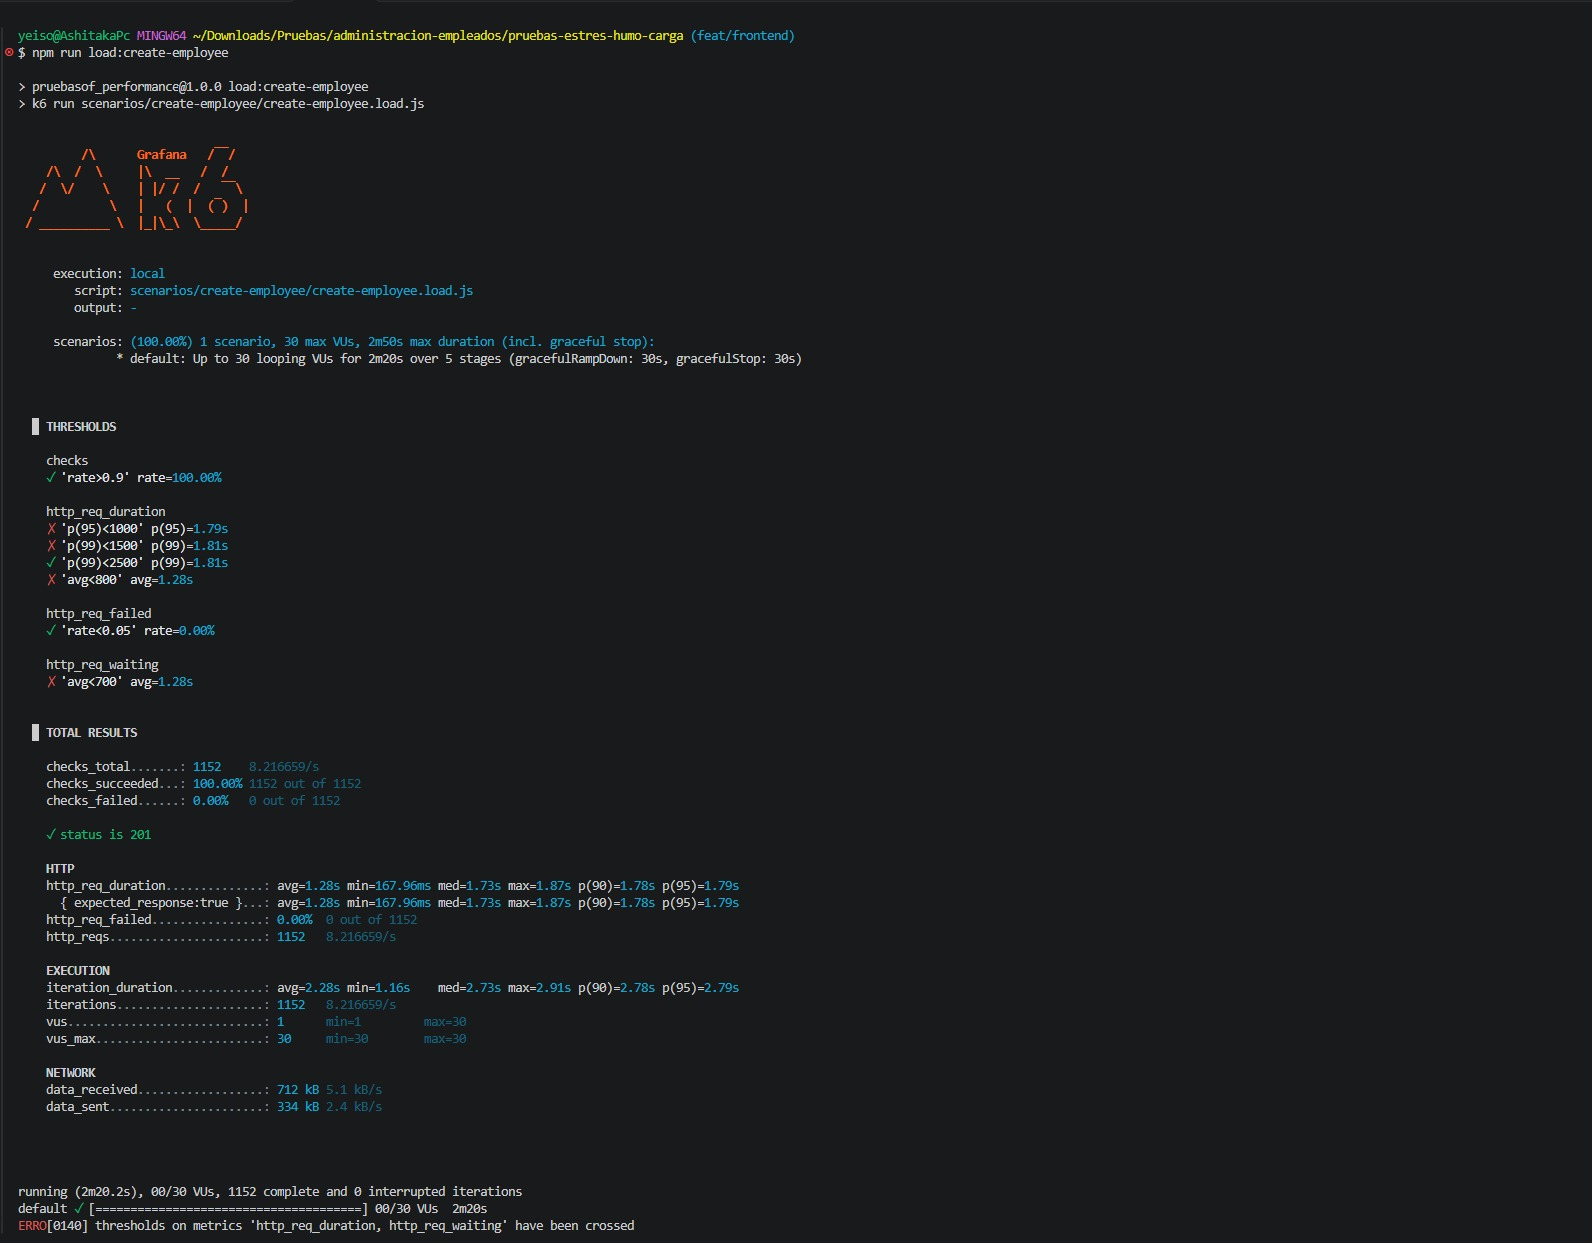 yeiso@AshitakaPc MINGW64 ~/Downloads/Pruebas/administracion-empleados/pruebas-estres-humo-carga (feat/frontend)
$ npm run load:create-employee
> pruebasof_performance@1.0.0 load:create-employee
> k6 run scenarios/create-employee/create-employee.load.js
Grafana
execution: local
script: scenarios/create-employee/create-employee.load.js
output: -
scenarios: (100.00%) 1 scenario, 30 max VUs, 2m50s max duration (incl. graceful stop):
* default: Up to 30 looping VUs for 2m20s over 5 stages (gracefulRampDown: 30s, gracefulStop: 30s)
█ THRESHOLDS
checks
✓ 'rate>0.9' rate=100.00%
http_req_duration
✗ 'p(95)<1000' p(95)=1.79s
✗ 'p(99)<1500' p(99)=1.81s
✓ 'p(99)<2500' p(99)=1.81s
✗ 'avg<800' avg=1.28s
http_req_failed
✓ 'rate<0.05' rate=0.00%
http_req_waiting
✗ 'avg<700' avg=1.28s
█ TOTAL RESULTS
checks_total.......: 1152 8.216659/s
checks_succeeded...: 100.00% 1152 out of 1152
checks_failed......: 0.00% 0 out of 1152
✓ status is 201
HTTP
http_req_duration..............: avg=1.28s min=167.96ms med=1.73s max=1.87s p(90)=1.78s p(95)=1.79s
{ expected_response:true }...: avg=1.28s min=167.96ms med=1.73s max=1.87s p(90)=1.78s p(95)=1.79s
http_req_failed................: 0.00% 0 out of 1152
http_reqs......................: 1152 8.216659/s
EXECUTION
iteration_duration.............: avg=2.28s min=1.16s med=2.73s max=2.91s p(90)=2.78s p(95)=2.79s
iterations.....................: 1152 8.216659/s
vus............................: 1 min=1 max=30
vus_max........................: 30 min=30 max=30
NETWORK
data_received..................: 712 kB 5.1 kB/s
data_sent......................: 334 kB 2.4 kB/s
running (2m20.2s), 00/30 VUs, 1152 complete and 0 interrupted iterations
default ✓ [======================================] 00/30 VUs 2m20s
ERRO[0140] thresholds on metrics 'http_req_duration, http_req_waiting' have been crossed